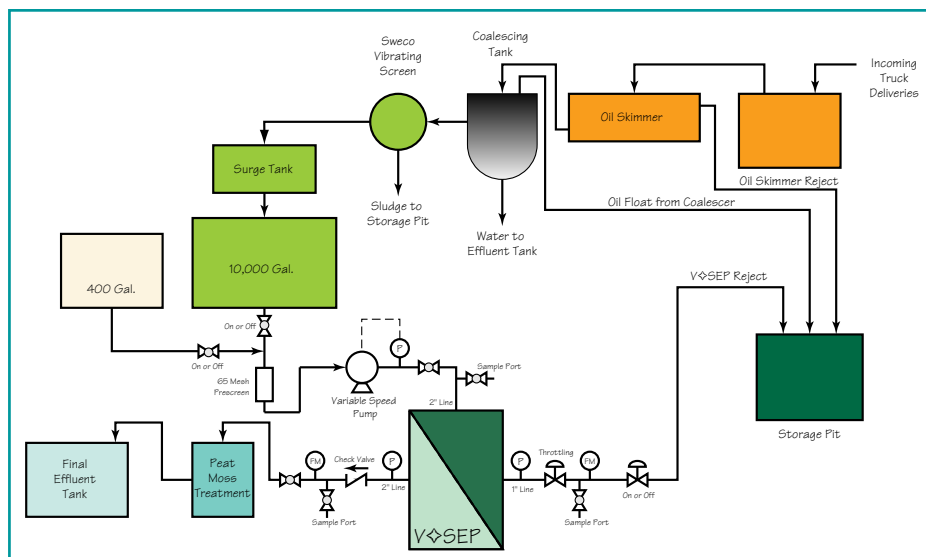 Sweco
Vibrating
Screen
Coalescing
Tank
Incoming
Truck
Deliveries
Oil Skimmer
Surge Tank
Oil Skimmer Reject
Sludge to
Storage Pit
Oil Float from Coalescer
Water to
Effluent Tank
10,000 Gal.
400 Gal.
V✧SEP Reject
On or Off
On or Off
65 Mesh
Prescreen
P
Variable Speed
Pump
Sample Port
2" Line
Storage Pit
Final
Effluent
Tank
Peat
Moss
Treatment
FM
Check Valve
P
2" Line
Sample Port
P
1" Line
Throttling
FM
On or Off
Sample Port
V✧SEP